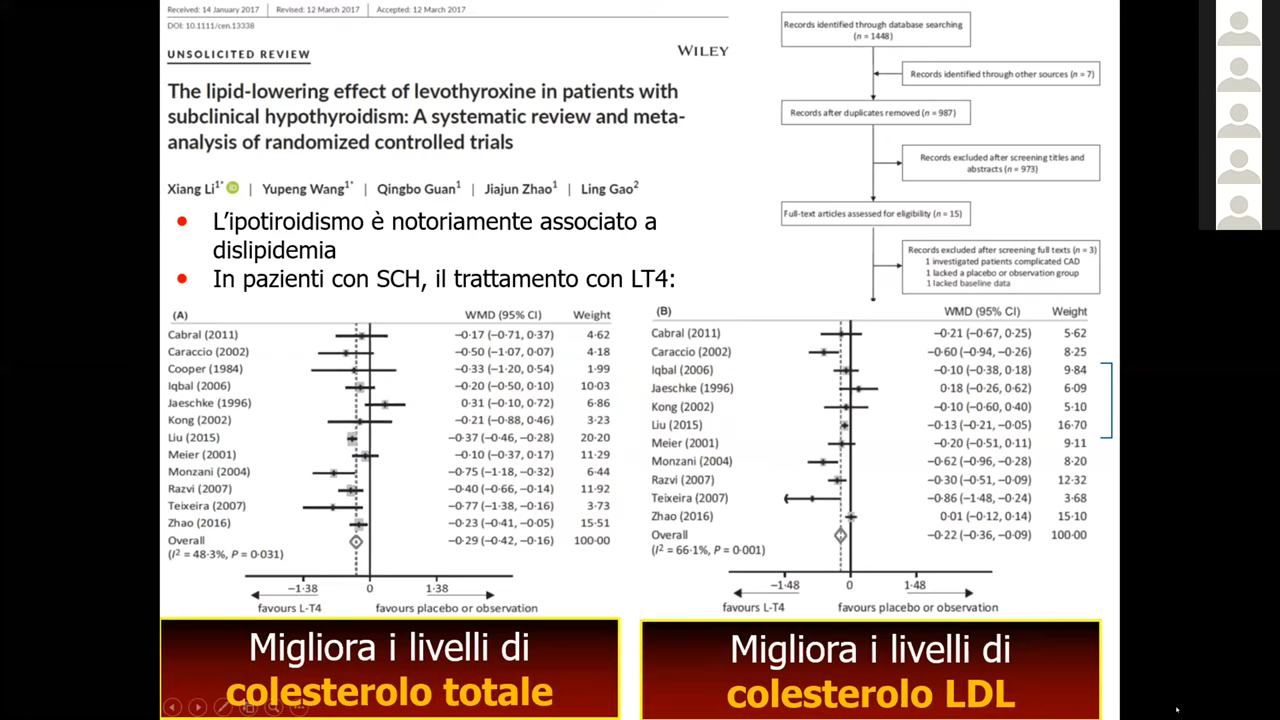 Received: 14 January 2017 | Revised: 12 March 2017 | Accepted: 12 March 2017
DOI: 10.1111/cen.13338
UNSOLICITED REVIEW
WILEY
The lipid-lowering effect of levothyroxine in patients with
subclinical hypothyroidism: A systematic review and meta-
analysis of randomized controlled trials
Xiang Li1* | Yupeng Wang1* | Qingbo Guan1 | Jiajun Zhao1 | Ling Gao2
• L’ipotiroidismo è notoriamente associato a
dislipidemia
• In pazienti con SCH, il trattamento con LT4:
Records identified through database searching
(n = 1448)
Records identified through other sources (n = 7)
Records after duplicates removed (n = 987)
Records excluded after screening titles and
abstracts (n = 973)
Full-text articles assessed for eligibility (n = 15)
Records excluded after screening full texts (n = 3)
1 investigated patients complicated CAD
1 lacked a placebo or observation group
1 lacked baseline data
(A) WMD (95% CI) Weight
Cabral (2011) −0·17 (−0·71, 0·37) 4·62
Caraccio (2002) −0·50 (−1·07, 0·07) 4·18
Cooper (1984) −0·33 (−1·20, 0·54) 1·99
Iqbal (2006) −0·20 (−0·50, 0·10) 10·03
Jaeschke (1996) 0·31 (−0·10, 0·72) 6·86
Kong (2002) −0·21 (−0·88, 0·46) 3·23
Liu (2015) −0·37 (−0·46, −0·28) 20·20
Meier (2001) −0·10 (−0·37, 0·17) 11·29
Monzani (2004) −0·75 (−1·18, −0·32) 6·44
Razvi (2007) −0·40 (−0·66, −0·14) 11·92
Teixeira (2007) −0·77 (−1·38, −0·16) 3·73
Zhao (2016) −0·23 (−0·41, −0·05) 15·51
Overall −0·29 (−0·42, −0·16) 100·00
(I2 = 48·3%, P = 0·031)
−1·38 0 1·38
favours L-T4 favours placebo or observation
(B) WMD (95% CI) Weight
Cabral (2011) −0·21 (−0·67, 0·25) 5·62
Caraccio (2002) −0·60 (−0·94, −0·26) 8·25
Iqbal (2006) −0·10 (−0·38, 0·18) 9·84
Jaeschke (1996) 0·18 (−0·26, 0·62) 6·09
Kong (2002) −0·10 (−0·60, 0·40) 5·10
Liu (2015) −0·13 (−0·21, −0·05) 16·70
Meier (2001) −0·20 (−0·51, 0·11) 9·11
Monzani (2004) −0·62 (−0·96, −0·28) 8·20
Razvi (2007) −0·30 (−0·51, −0·09) 12·32
Teixeira (2007) −0·86 (−1·48, −0·24) 3·68
Zhao (2016) 0·01 (−0·12, 0·14) 15·10
Overall −0·22 (−0·36, −0·09) 100·00
(I2 = 66·1%, P = 0·001)
−1·48 0 1·48
favours L-T4 favours placebo or observation
Migliora i livelli di
colesterolo totale
Migliora i livelli di
colesterolo LDL